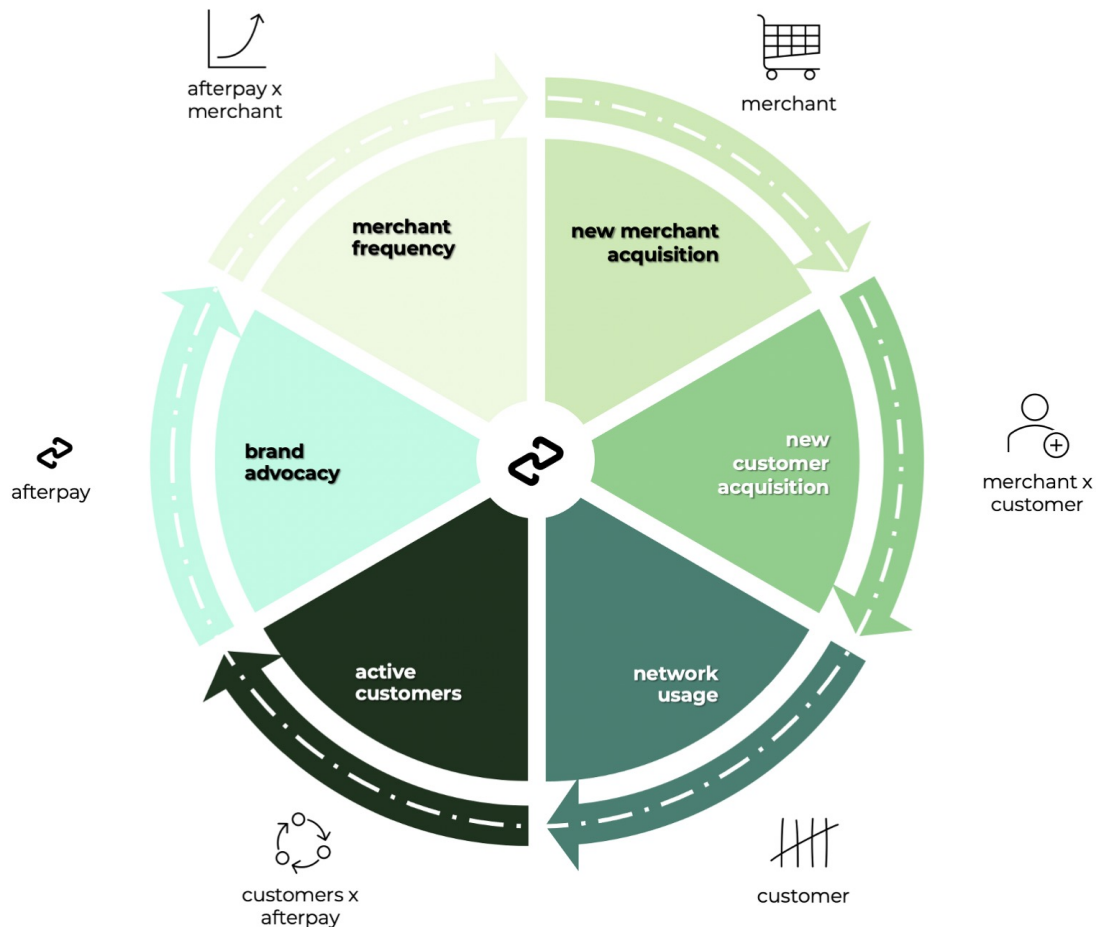 afterpay x
merchant
merchant
merchant
frequency
new merchant
acquisition
new
customer
acquisition
merchant x
customer
brand
advocacy
afterpay
active
customers
network
usage
customers x
afterpay
customer